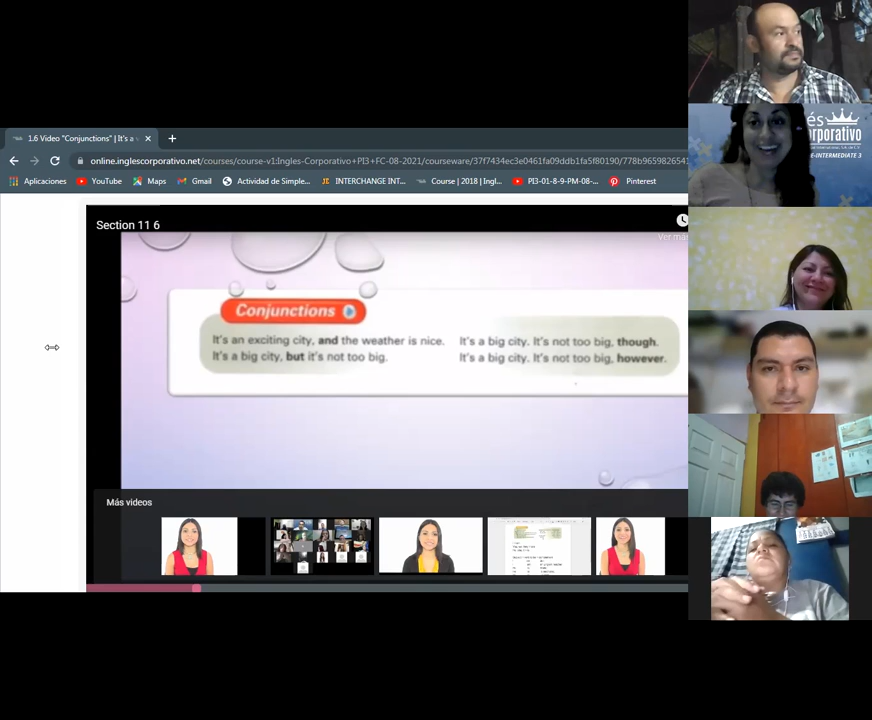 1.6 Video "Conjunctions" | It's a
online.inglescorporativo.net/courses/course-v1:Ingles-Corporativo+PI3+FC-08-2021/courseware/37f7434ec3e0461fa09ddb1fa5f80190/778b965982654
Aplicaciones YouTube Maps Gmail Actividad de Simple... INTERCHANGE INT... Course | 2018 | Ingl... PI3-01-8-9-PM-08-... Pinterest
és
orporativo
E-INTERMEDIATE 3
Section 11 6
Ver más
Conjunctions
It's an exciting city, and the weather is nice.
It's a big city, but it's not too big.
It's a big city. It's not too big, though.
It's a big city. It's not too big, however.
Más videos